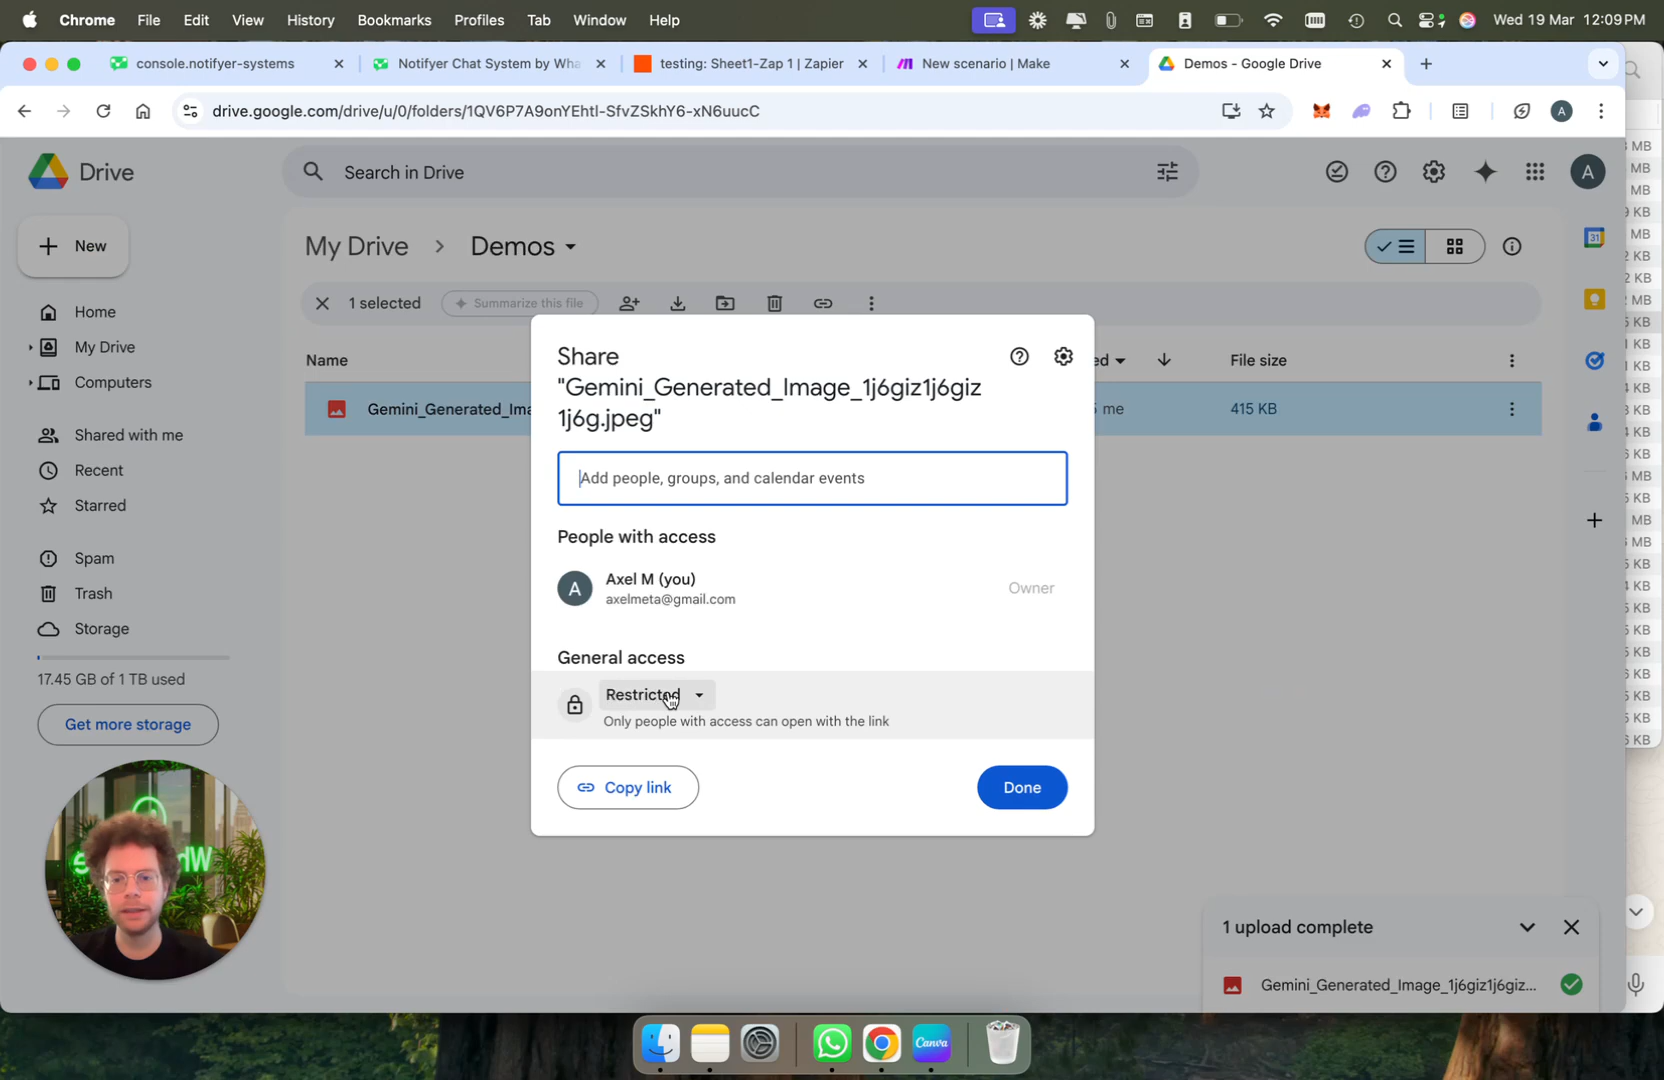 Chrome File Edit View History Bookmarks Profiles Tab Window Help Wed 19 Mar 12:09 PM
console.notifyer-systems Notifyer Chat System by Wha testing: Sheet1-Zap 1 | Zapier New scenario | Make Demos - Google Drive
drive.google.com/drive/u/0/folders/1QV6P7A9onYEhtI-SfvZSkhY6-xN6uucC A
Drive Search in Drive A
New
My Drive > Demos
1 selected Summarize this file
Home
My Drive
Computers
Shared with me
Recent
Starred
Spam
Trash
Storage
17.45 GB of 1 TB used
Get more storage
Name File size
Gemini_Generated_Ima me 415 KB
Share
"Gemini_Generated_Image_1j6giz1j6giz
1j6g.jpeg"
Add people, groups, and calendar events
People with access
A Axel M (you) Owner
axelmeta@gmail.com
General access
Restricted
Only people with access can open with the link
Copy link Done
1 upload complete
Gemini_Generated_Image_1j6giz1j6giz...
Canva